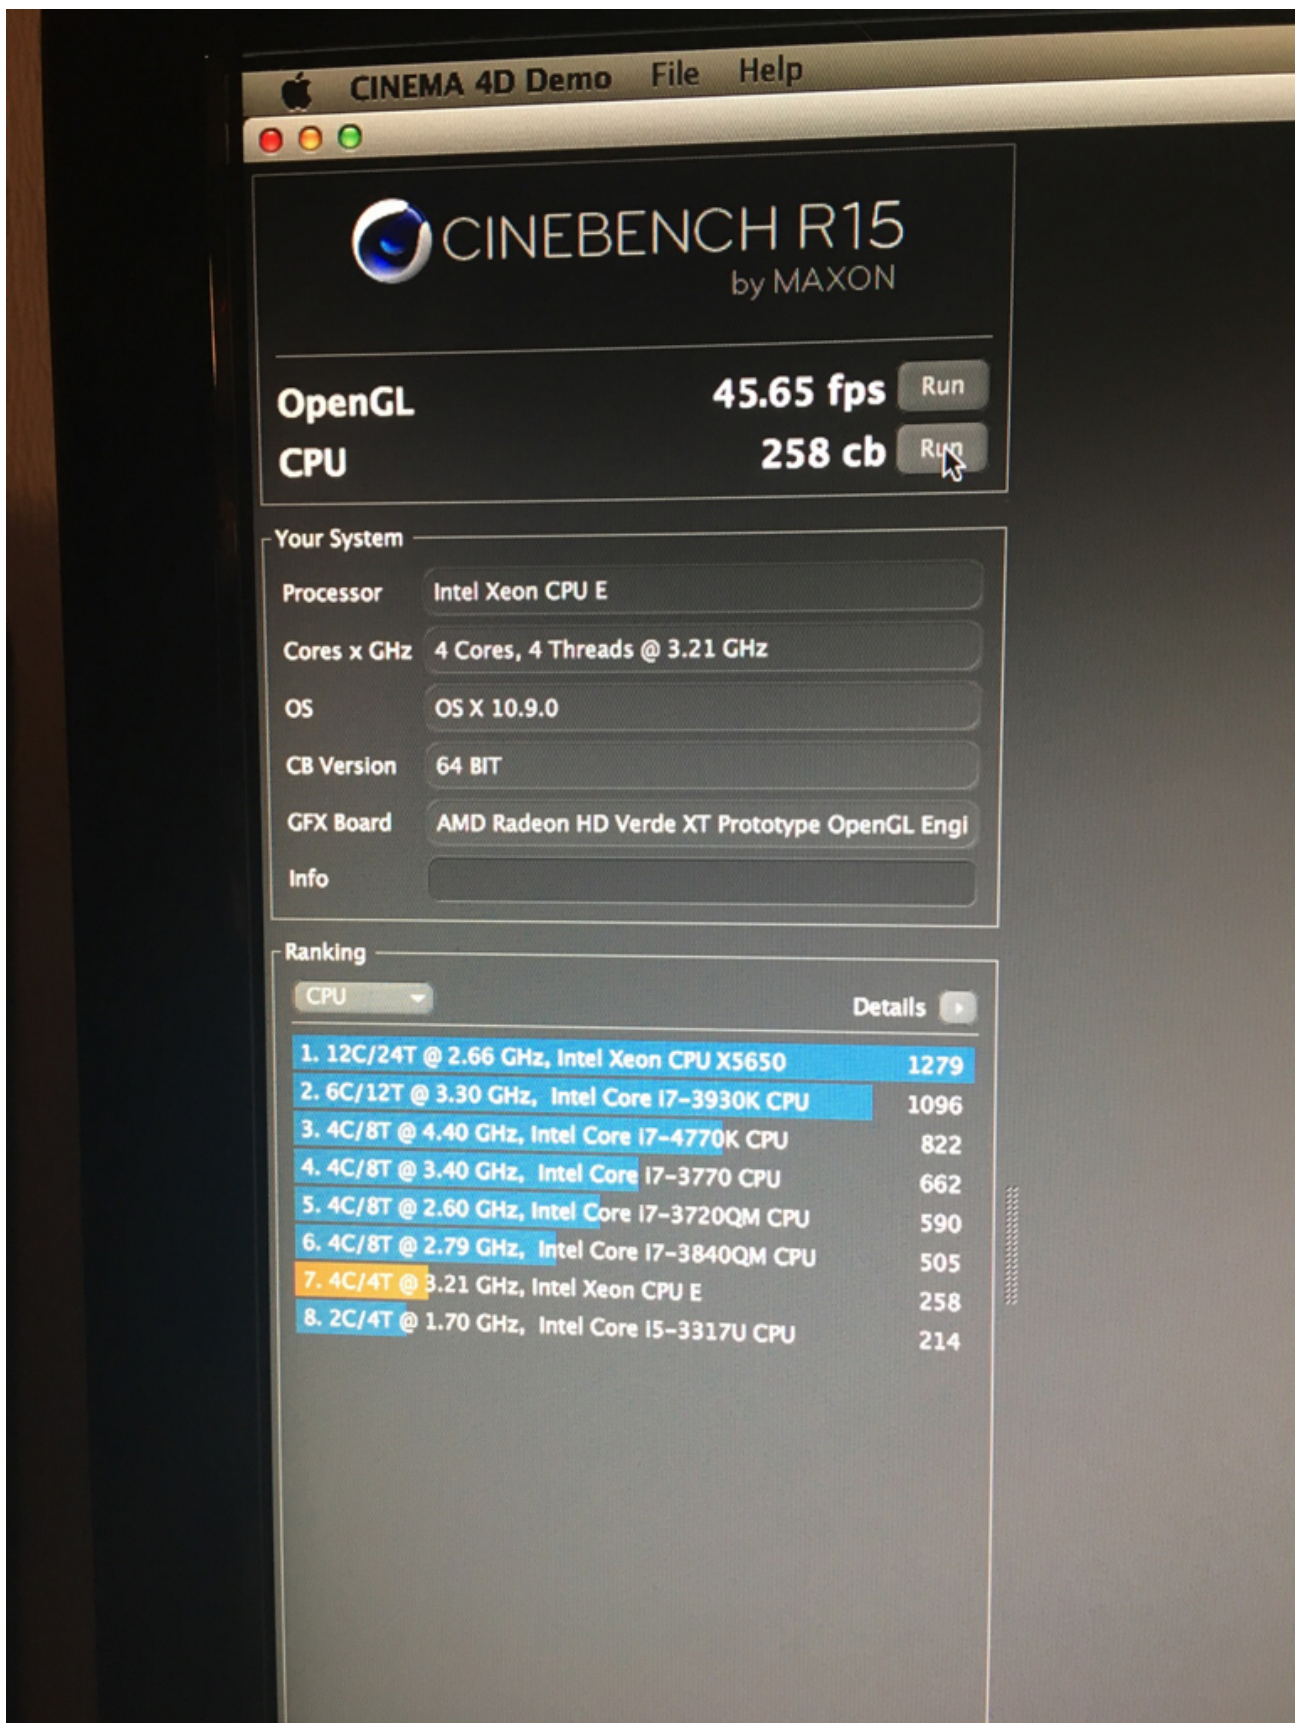 CINEMA 4D Demo File Help
CINEBENCH R15
by MAXON
OpenGL 45.65 fps Run
CPU 258 cb Run
Your System
Processor Intel Xeon CPU E
Cores x GHz 4 Cores, 4 Threads @ 3.21 GHz
OS OS X 10.9.0
CB Version 64 BIT
GFX Board AMD Radeon HD Verde XT Prototype OpenGL Engi
Info
Ranking
CPU Details
1. 12C/24T @ 2.66 GHz, Intel Xeon CPU X5650 1279
2. 6C/12T @ 3.30 GHz, Intel Core i7-3930K CPU 1096
3. 4C/8T @ 4.40 GHz, Intel Core i7-4770K CPU 822
4. 4C/8T @ 3.40 GHz, Intel Core i7-3770 CPU 662
5. 4C/8T @ 2.60 GHz, Intel Core i7-3720QM CPU 590
6. 4C/8T @ 2.79 GHz, Intel Core i7-3840QM CPU 505
7. 4C/4T @ 3.21 GHz, Intel Xeon CPU E 258
8. 2C/4T @ 1.70 GHz, Intel Core i5-3317U CPU 214